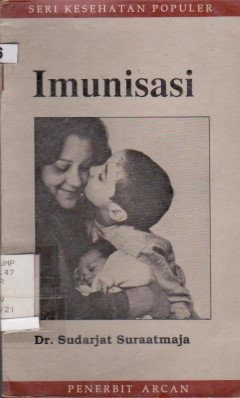 SERI KESEHATAN POPULER
Imunisasi
Dr. Sudarjat Suraatmaja
PENERBIT ARCAN